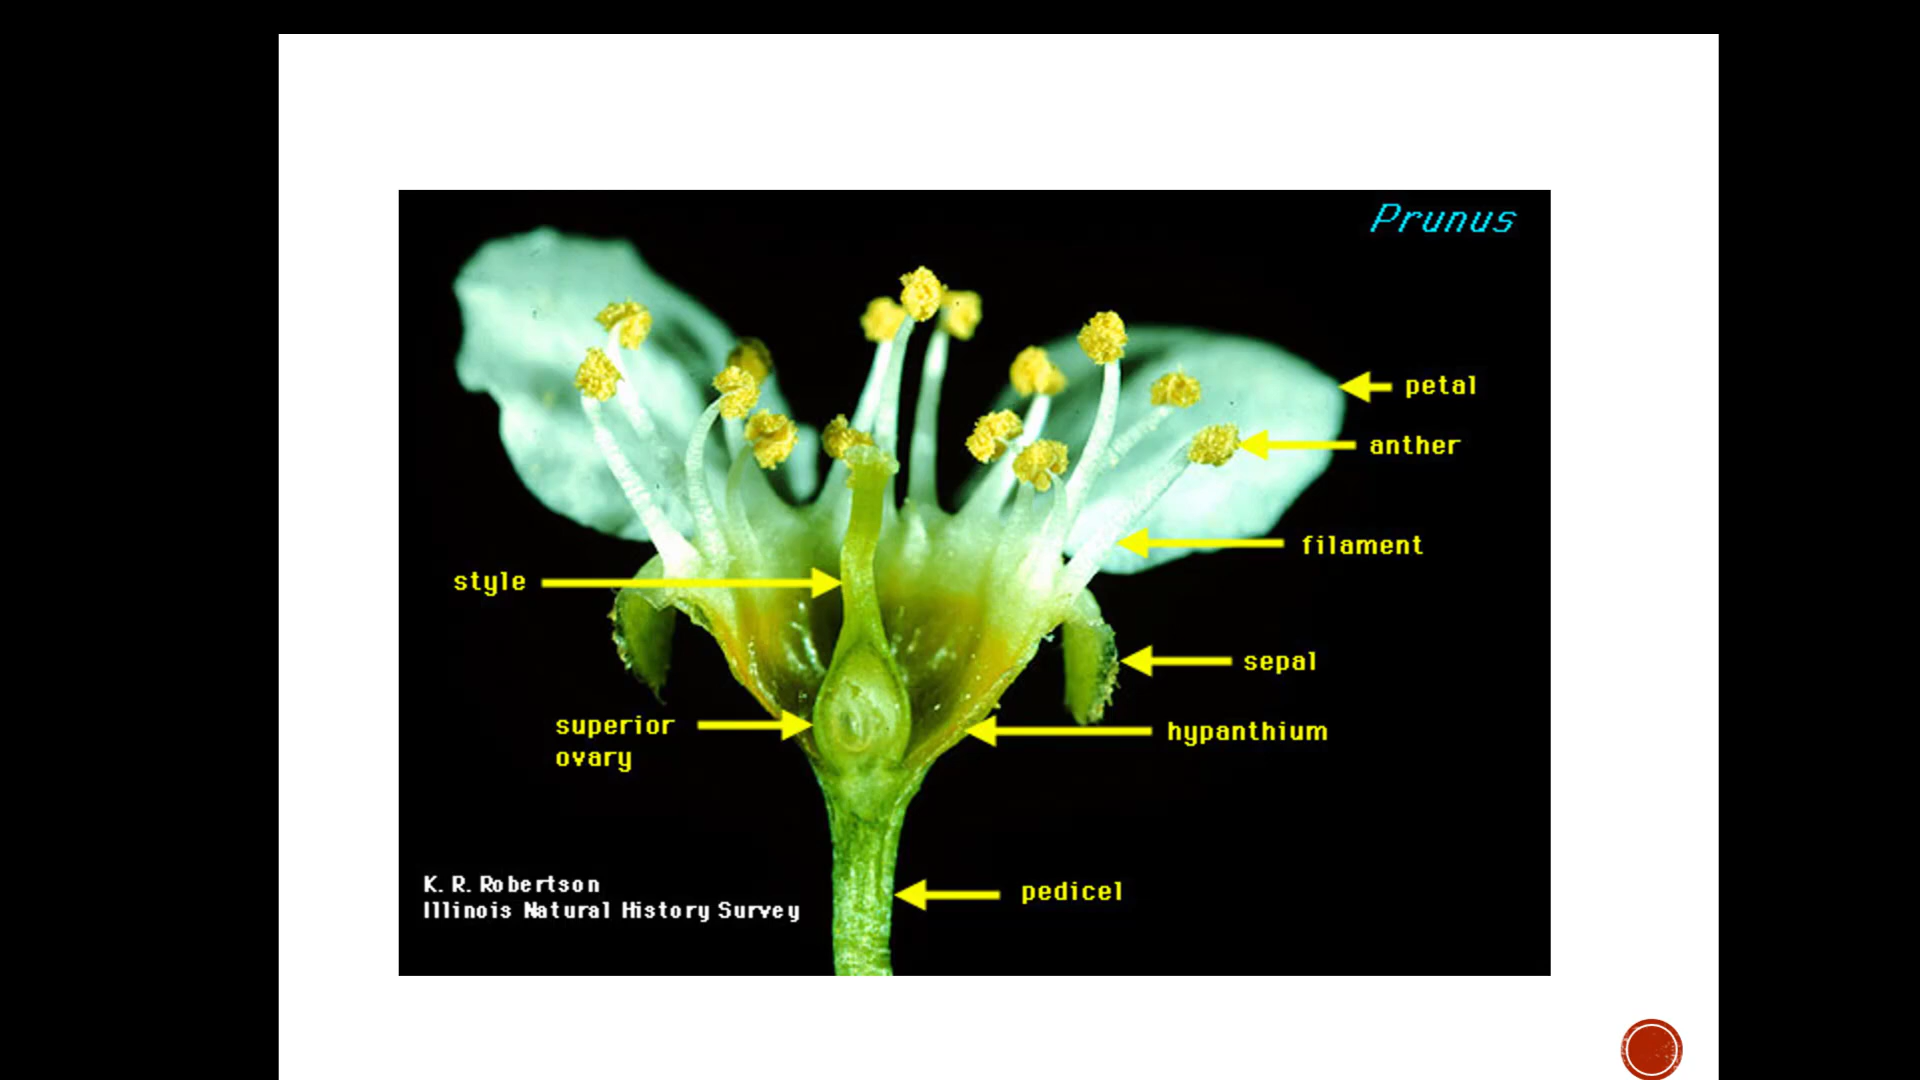 Prunus
petal
anther
filament
style
sepal
superior
ovary
hypanthium
pedicel
K. R. Robertson
Illinois Natural History Survey